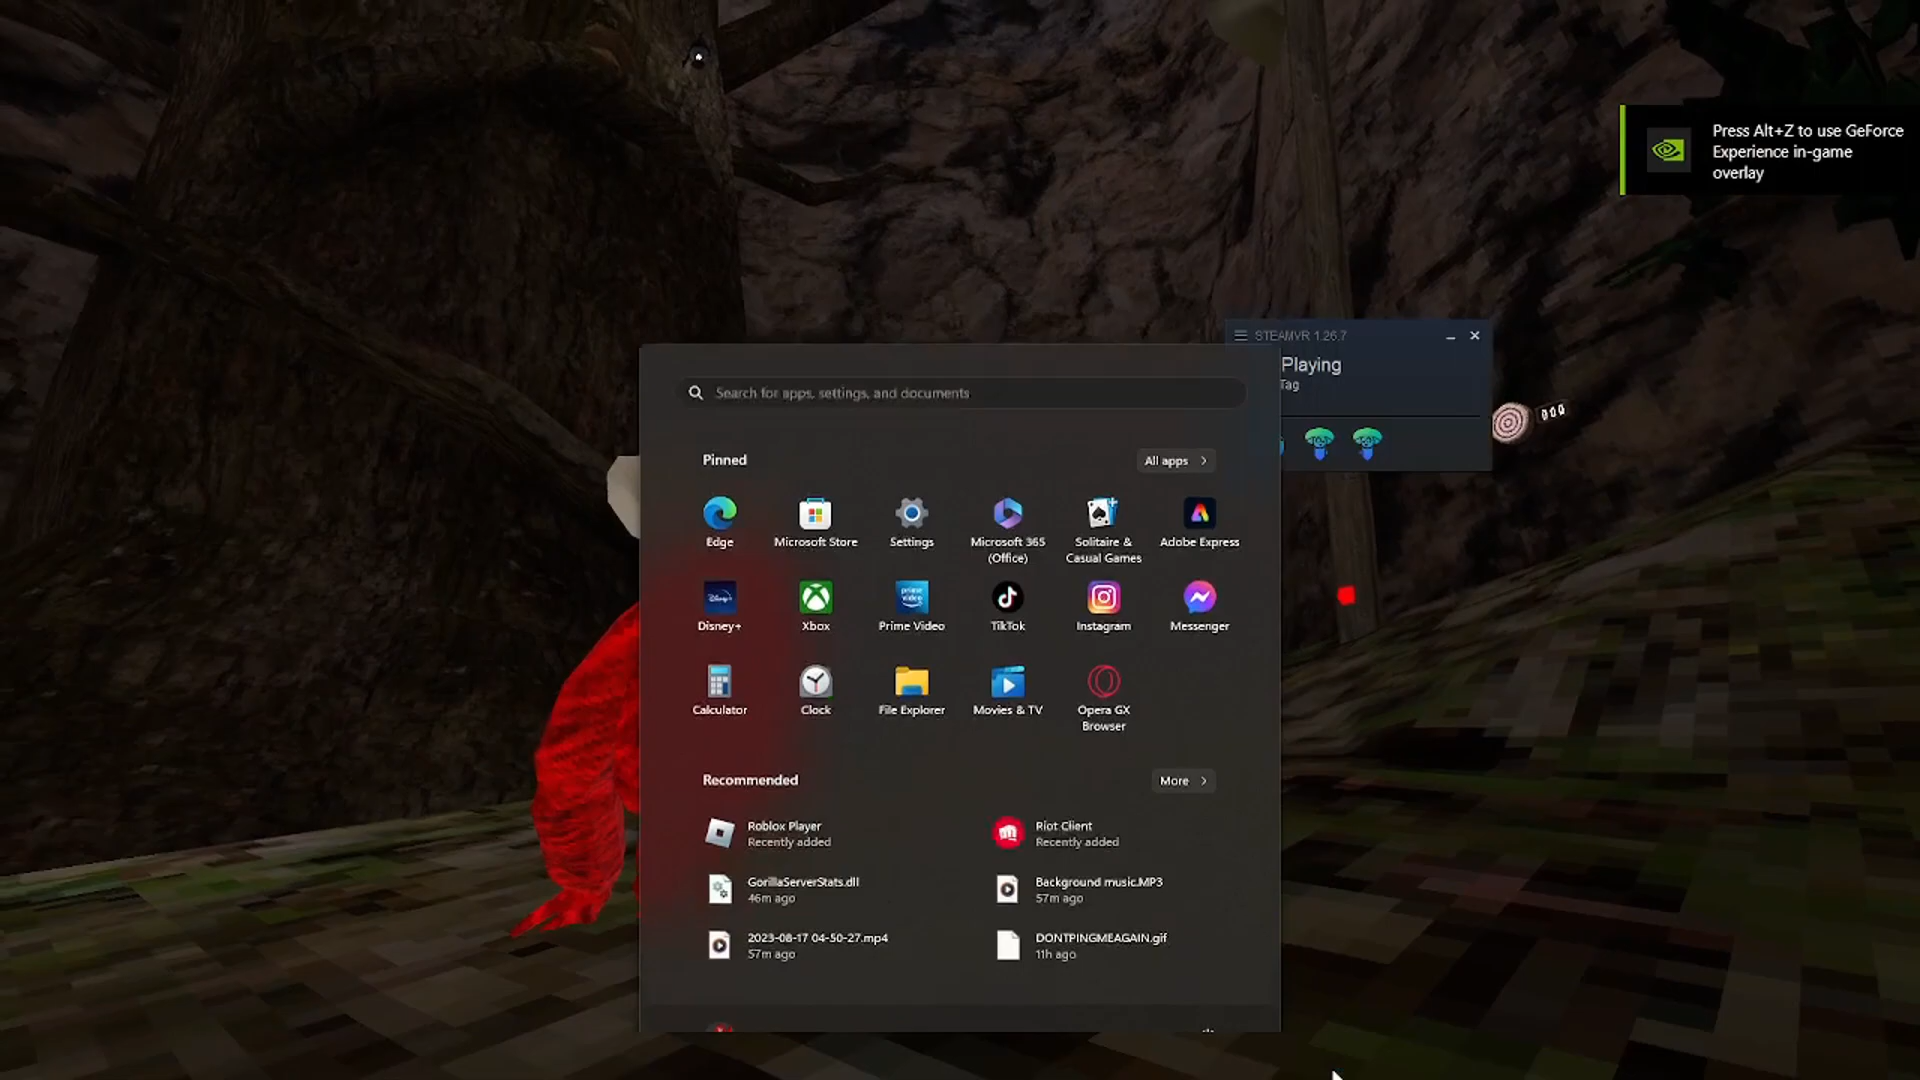 Press Alt+Z to use GeForce
Experience in-game
overlay
STEAMVR 1.26.7
Playing
Tag
Search for apps, settings, and documents
Pinned
All apps
Edge
Microsoft Store
Settings
Microsoft 365
(Office)
Solitaire &
Casual Games
Adobe Express
Disney+
Xbox
Prime Video
TikTok
Instagram
Messenger
Calculator
Clock
File Explorer
Movies & TV
Opera GX
Browser
Recommended
More
Roblox Player
Recently added
Riot Client
Recently added
GorillaServerStats.dll
46m ago
Background music.MP3
57m ago
2023-08-17 04-50-27.mp4
57m ago
DONTPINGMEAGAIN.gif
11h ago